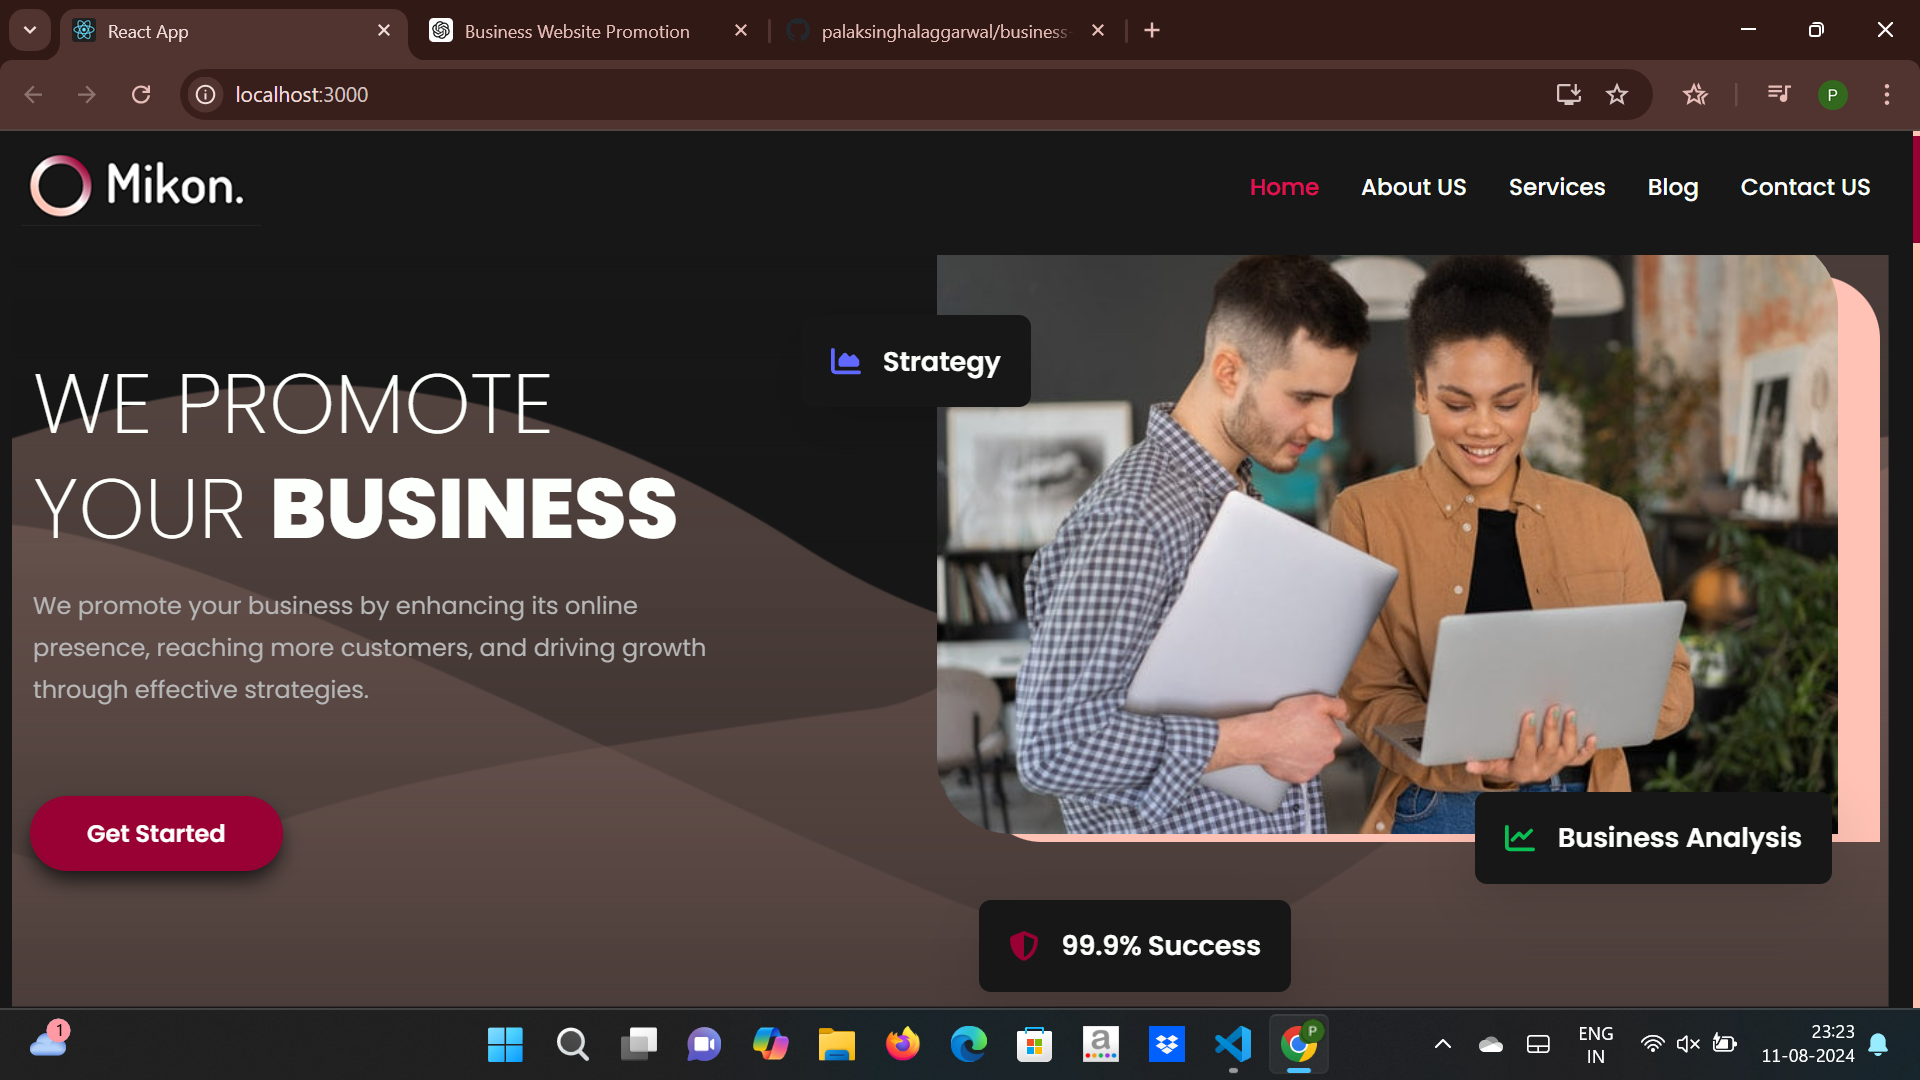 React App
Business Website Promotion
palaksinghalaggarwal/business-
localhost:3000
P
Mikon.
Home
About US
Services
Blog
Contact US
Strategy
WE PROMOTE
YOUR BUSINESS
We promote your business by enhancing its online
presence, reaching more customers, and driving growth
through effective strategies.
Get Started
Business Analysis
99.9% Success
1
a
P
ENG
IN
23:23
11-08-2024